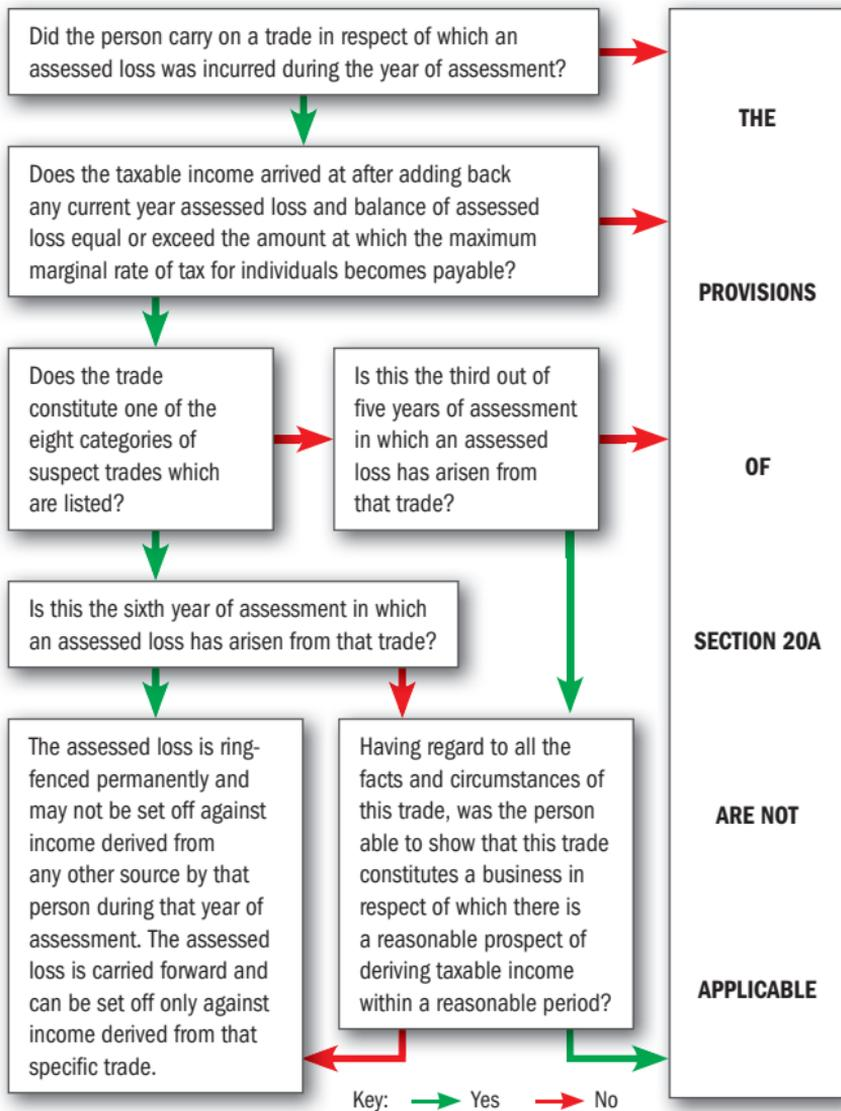 Did the person carry on a trade in respect of which an
assessed loss was incurred during the year of assessment?
Does the taxable income arrived at after adding back
any current year assessed loss and balance of assessed
loss equal or exceed the amount at which the maximum
marginal rate of tax for individuals becomes payable?
Does the trade
constitute one of the
eight categories of
suspect trades which
are listed?
Is this the third out of
five years of assessment
in which an assessed
loss has arisen from
that trade?
Is this the sixth year of assessment in which
an assessed loss has arisen from that trade?
The assessed loss is ring-
fenced permanently and
may not be set off against
income derived from
any other source by that
person during that year of
assessment. The assessed
loss is carried forward and
can be set off only against
income derived from that
specific trade.
Having regard to all the
facts and circumstances of
this trade, was the person
able to show that this trade
constitutes a business in
respect of which there is
a reasonable prospect of
deriving taxable income
within a reasonable period?
THE
PROVISIONS
OF
SECTION 20A
ARE NOT
APPLICABLE
Key: Yes No